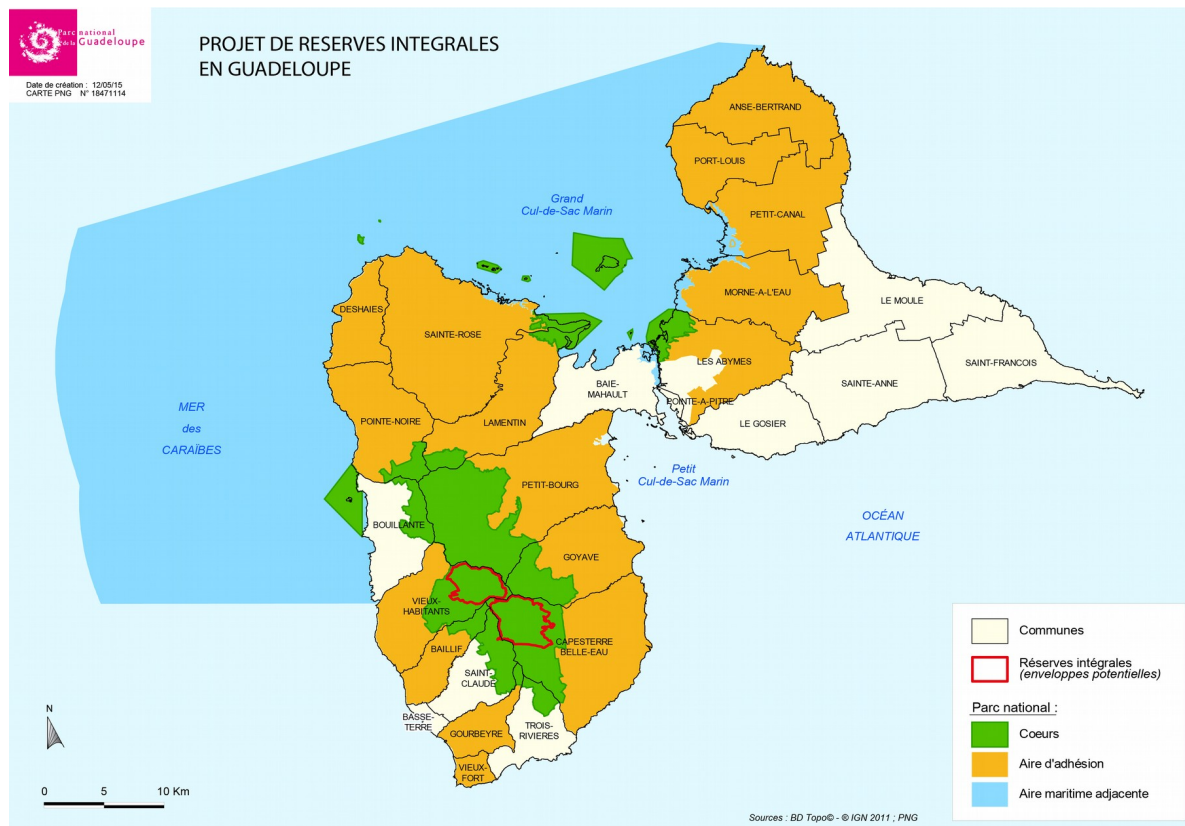 Parc national
de la Guadeloupe
Date de création : 12/05/15
CARTE PNG N° 18471114
PROJET DE RESERVES INTEGRALES
EN GUADELOUPE
ANSE-BERTRAND
PORT-LOUIS
Grand
Cul-de-Sac Marin
PETIT-CANAL
MORNE-A-L'EAU
LE MOULE
DESHAIES
SAINTE-ROSE
LES ABYMES
SAINT-FRANCOIS
BAIE-
MAHAULT
SAINTE-ANNE
POINTE-A-PITRE
MER
des
CARAÏBES
POINTE-NOIRE
LAMENTIN
LE GOSIER
Petit
Cul-de-Sac Marin
PETIT-BOURG
BOUILLANTE
OCÉAN
ATLANTIQUE
GOYAVE
VIEUX-
HABITANTS
CAPESTERRE
BELLE-EAU
BAILLIF
SAINT-
CLAUDE
BASSE-
TERRE
TROIS-
RIVIERES
GOURBEYRE
VIEUX-
FORT
N
0 5 10 Km
Communes
Réserves intégrales
(enveloppes potentielles)
Parc national :
Coeurs
Aire d'adhésion
Aire maritime adjacente
Sources : BD Topo© - ® IGN 2011 ; PNG